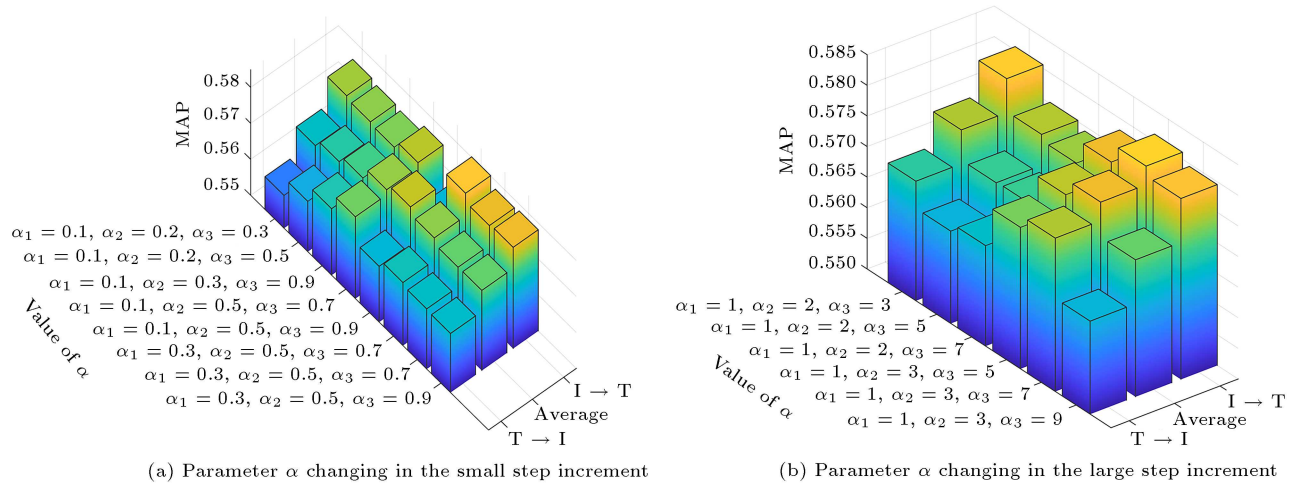 0.58
0.57
0.56
0.55
MAP
α₁ = 0.1, α₂ = 0.2, α₃ = 0.3
α₁ = 0.1, α₂ = 0.2, α₃ = 0.5
α₁ = 0.1, α₂ = 0.3, α₃ = 0.9
α₁ = 0.1, α₂ = 0.5, α₃ = 0.7
α₁ = 0.1, α₂ = 0.5, α₃ = 0.9
α₁ = 0.3, α₂ = 0.5, α₃ = 0.7
α₁ = 0.3, α₂ = 0.5, α₃ = 0.7
α₁ = 0.3, α₂ = 0.5, α₃ = 0.9
Value of α
I → T
Average
T → I
(a) Parameter α changing in the small step increment
0.585
0.580
0.575
0.570
0.565
0.560
0.555
0.550
MAP
α₁ = 1, α₂ = 2, α₃ = 3
α₁ = 1, α₂ = 2, α₃ = 5
α₁ = 1, α₂ = 2, α₃ = 7
α₁ = 1, α₂ = 3, α₃ = 5
α₁ = 1, α₂ = 3, α₃ = 7
α₁ = 1, α₂ = 3, α₃ = 9
Value of α
I → T
Average
T → I
(b) Parameter α changing in the large step increment